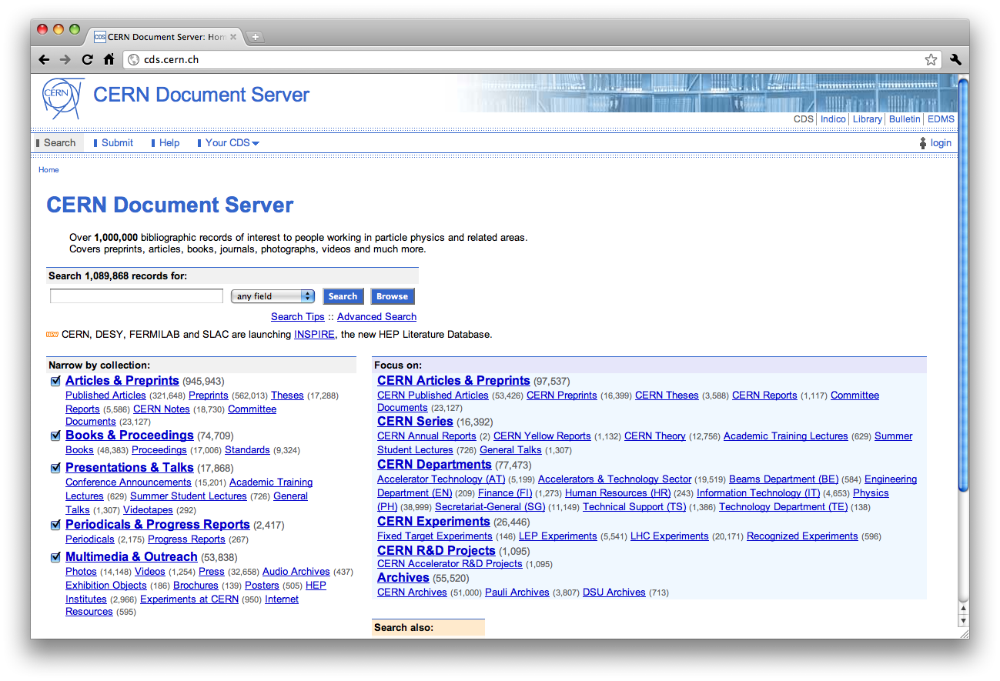 CERN Document Server: Hom
cds.cern.ch
CERN
CERN Document Server
CDS Indico Library Bulletin EDMS
Search Submit Help Your CDS login
Home
CERN Document Server
Over 1,000,000 bibliographic records of interest to people working in particle physics and related areas.
Covers preprints, articles, books, journals, photographs, videos and much more.
Search 1,089,868 records for:
any field Search Browse
Search Tips :: Advanced Search
NEW CERN, DESY, FERMILAB and SLAC are launching INSPIRE, the new HEP Literature Database.
Narrow by collection:
Articles & Preprints (945,943)
Published Articles (321,648) Preprints (562,013) Theses (17,288)
Reports (5,586) CERN Notes (18,730) Committee
Documents (23,127)
Books & Proceedings (74,709)
Books (48,383) Proceedings (17,006) Standards (9,324)
Presentations & Talks (17,868)
Conference Announcements (15,201) Academic Training
Lectures (629) Summer Student Lectures (726) General
Talks (1,307) Videotapes (292)
Periodicals & Progress Reports (2,417)
Periodicals (2,175) Progress Reports (267)
Multimedia & Outreach (53,838)
Photos (14,148) Videos (1,254) Press (32,658) Audio Archives (437)
Exhibition Objects (186) Brochures (139) Posters (505) HEP
Institutes (2,966) Experiments at CERN (950) Internet
Resources (595)
Focus on:
CERN Articles & Preprints (97,537)
CERN Published Articles (53,426) CERN Preprints (16,399) CERN Theses (3,588) CERN Reports (1,117) Committee
Documents (23,127)
CERN Series (16,392)
CERN Annual Reports (2) CERN Yellow Reports (1,132) CERN Theory (12,756) Academic Training Lectures (629) Summer
Student Lectures (726) General Talks (1,307)
CERN Departments (77,473)
Accelerator Technology (AT) (5,199) Accelerators & Technology Sector (19,519) Beams Department (BE) (584) Engineering
Department (EN) (209) Finance (FI) (1,273) Human Resources (HR) (243) Information Technology (IT) (4,653) Physics
(PH) (38,999) Secretariat-General (SG) (11,149) Technical Support (TS) (1,386) Technology Department (TE) (138)
CERN Experiments (26,446)
Fixed Target Experiments (146) LEP Experiments (5,541) LHC Experiments (20,171) Recognized Experiments (596)
CERN R&D Projects (1,095)
CERN Accelerator R&D Projects (1,095)
Archives (55,520)
CERN Archives (51,000) Pauli Archives (3,807) DSU Archives (713)
Search also: